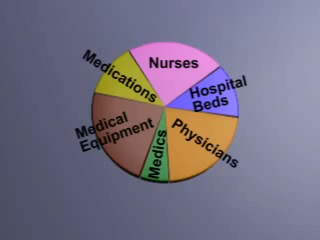 Nurses
Medications
Hospital
Beds
Medical
Equipment
Physicians
Medics